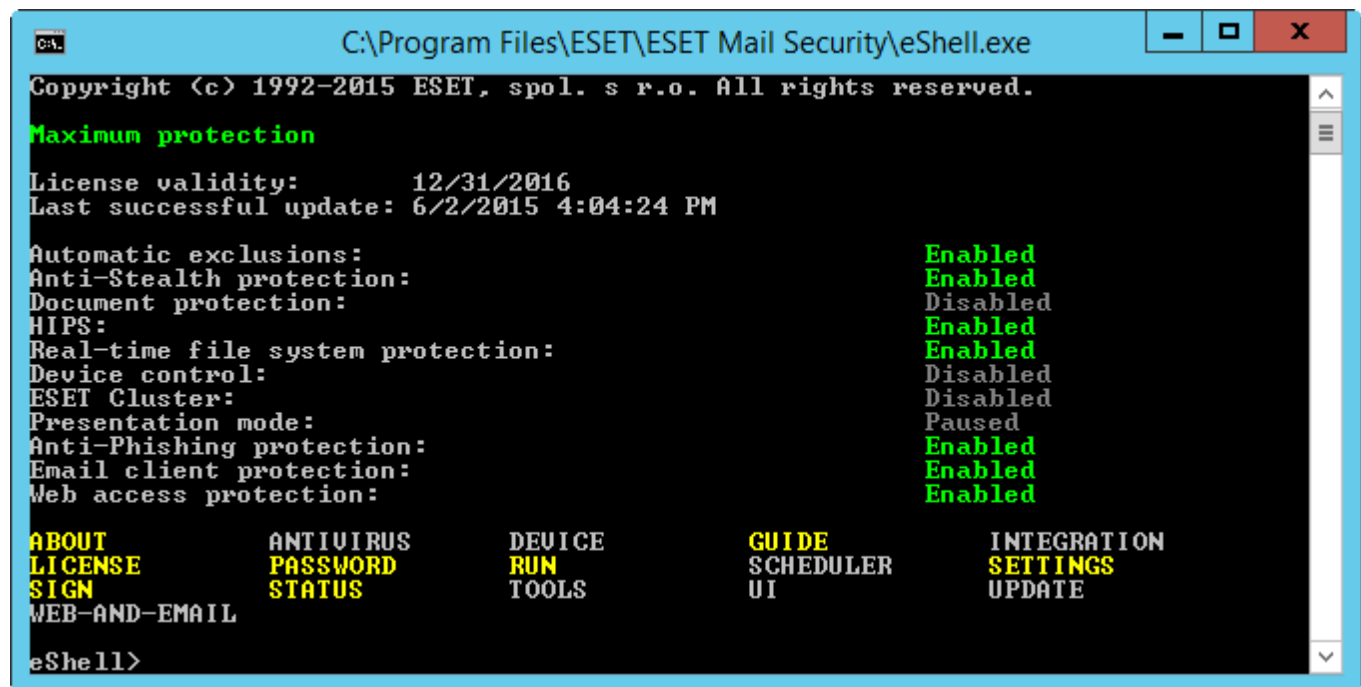 C:\Program Files\ESET\ESET Mail Security\eShell.exe
Copyright (c) 1992-2015 ESET, spol. s r.o. All rights reserved.
Maximum protection
License validity: 12/31/2016
Last successful update: 6/2/2015 4:04:24 PM
Automatic exclusions: Enabled
Anti-Stealth protection: Enabled
Document protection: Disabled
HIPS: Enabled
Real-time file system protection: Enabled
Device control: Disabled
ESET Cluster: Disabled
Presentation mode: Paused
Anti-Phishing protection: Enabled
Email client protection: Enabled
Web access protection: Enabled
ABOUT ANTIVIRUS DEVICE GUIDE INTEGRATION
LICENSE PASSWORD RUN SCHEDULER SETTINGS
SIGN STATUS TOOLS UI UPDATE
WEB-AND-EMAIL
eShell>